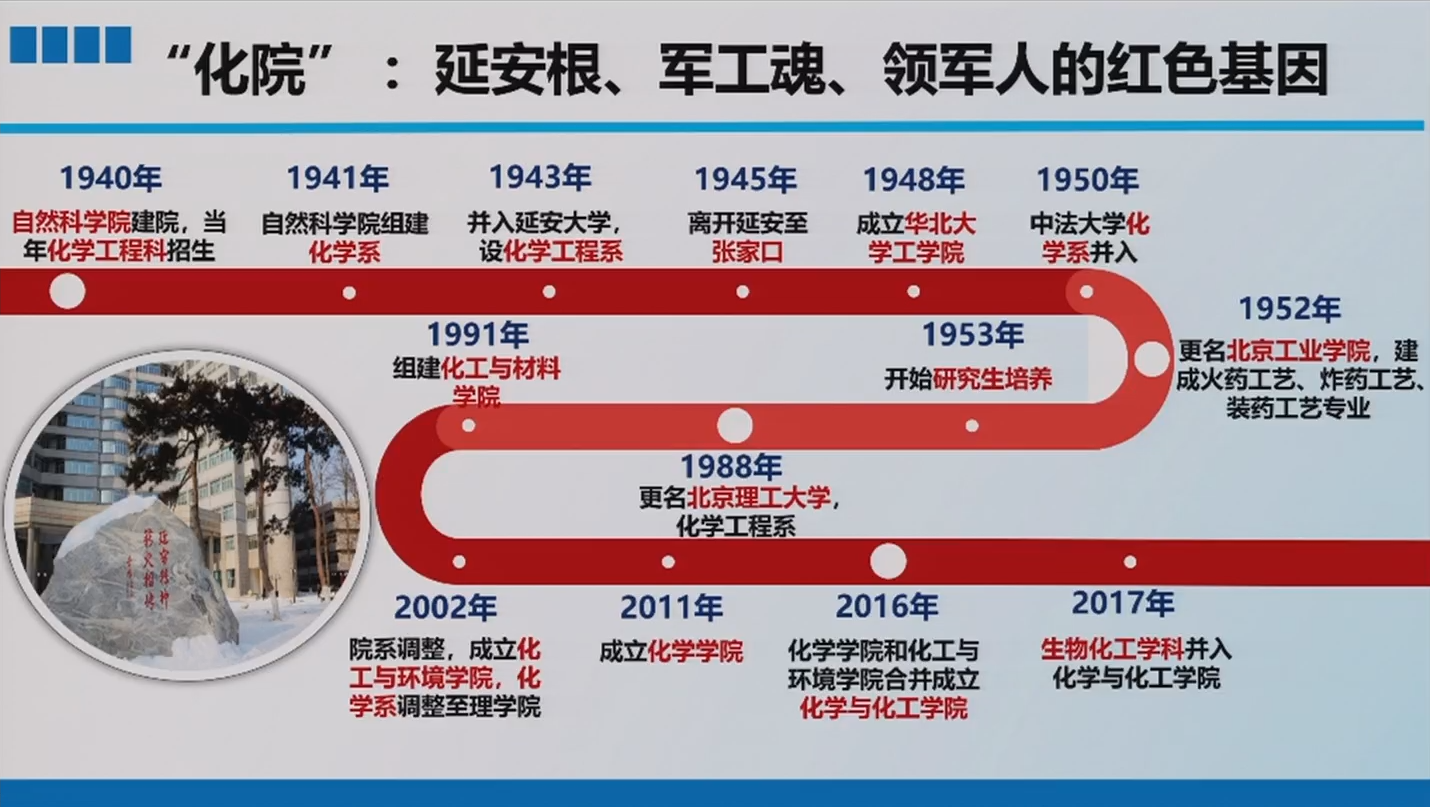 “化院” ：延安根、军工魂、领军人的红色基因
1940年
自然科学院建院，当
年化学工程科招生
1941年
自然科学院组建
化学系
1943年
并入延安大学，
设化学工程系
1945年
离开延安至
张家口
1948年
成立华北大
学工学院
1950年
中法大学化
学系并入
1952年
更名北京工业学院，建
成火药工艺、炸药工艺、
装药工艺专业
1953年
开始研究生培养
1988年
更名北京理工大学，
化学工程系
1991年
组建化工与材料
学院
2002年
院系调整，成立化
工与环境学院，化
学系调整至理学院
2011年
成立化学学院
2016年
化学学院和化工与
环境学院合并成立
化学与化工学院
2017年
生物化工学科并入
化学与化工学院
延安精神
薪火相传